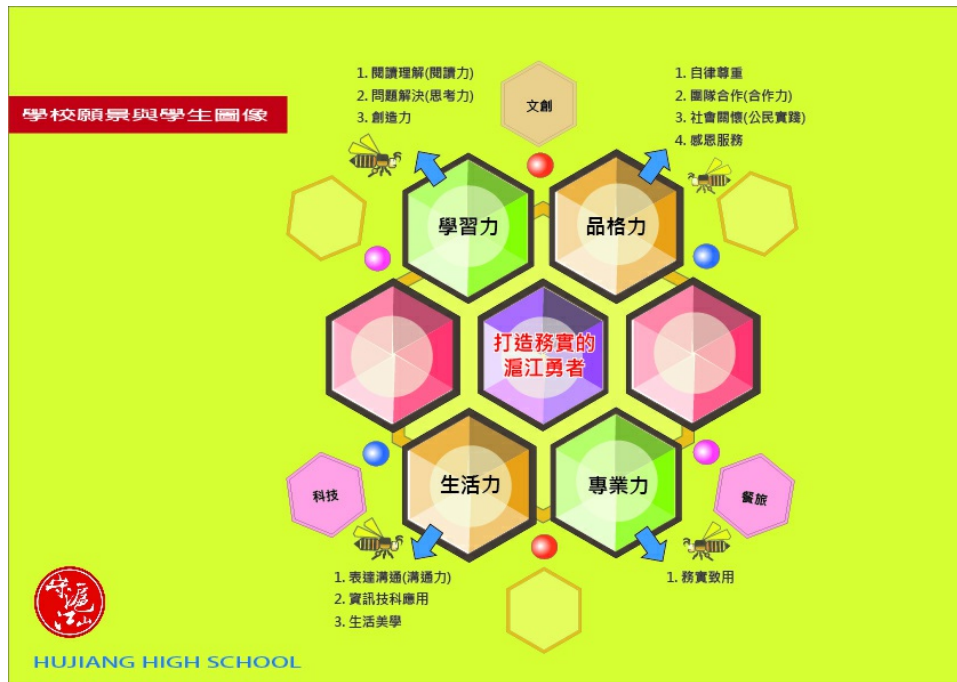 學校願景與學生圖像
1. 閱讀理解(閱讀力)
2. 問題解決(思考力)
3. 創造力
文創
1. 自律尊重
2. 團隊合作(合作力)
3. 社會關懷(公民實踐)
4. 感恩服務
學習力
品格力
打造務實的
滬江勇者
生活力
專業力
科技
餐旅
1. 表達溝通(溝通力)
2. 資訊技科應用
3. 生活美學
1. 務實致用
滬江
山
HUJIANG HIGH SCHOOL